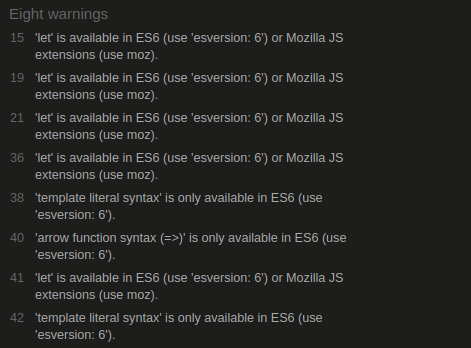 Eight warnings
15 'let' is available in ES6 (use 'esversion: 6') or Mozilla JS
extensions (use moz).
19 'let' is available in ES6 (use 'esversion: 6') or Mozilla JS
extensions (use moz).
21 'let' is available in ES6 (use 'esversion: 6') or Mozilla JS
extensions (use moz).
36 'let' is available in ES6 (use 'esversion: 6') or Mozilla JS
extensions (use moz).
38 'template literal syntax' is only available in ES6 (use
'esversion: 6').
40 'arrow function syntax (=>)' is only available in ES6 (use
'esversion: 6').
41 'let' is available in ES6 (use 'esversion: 6') or Mozilla JS
extensions (use moz).
42 'template literal syntax' is only available in ES6 (use
'esversion: 6').